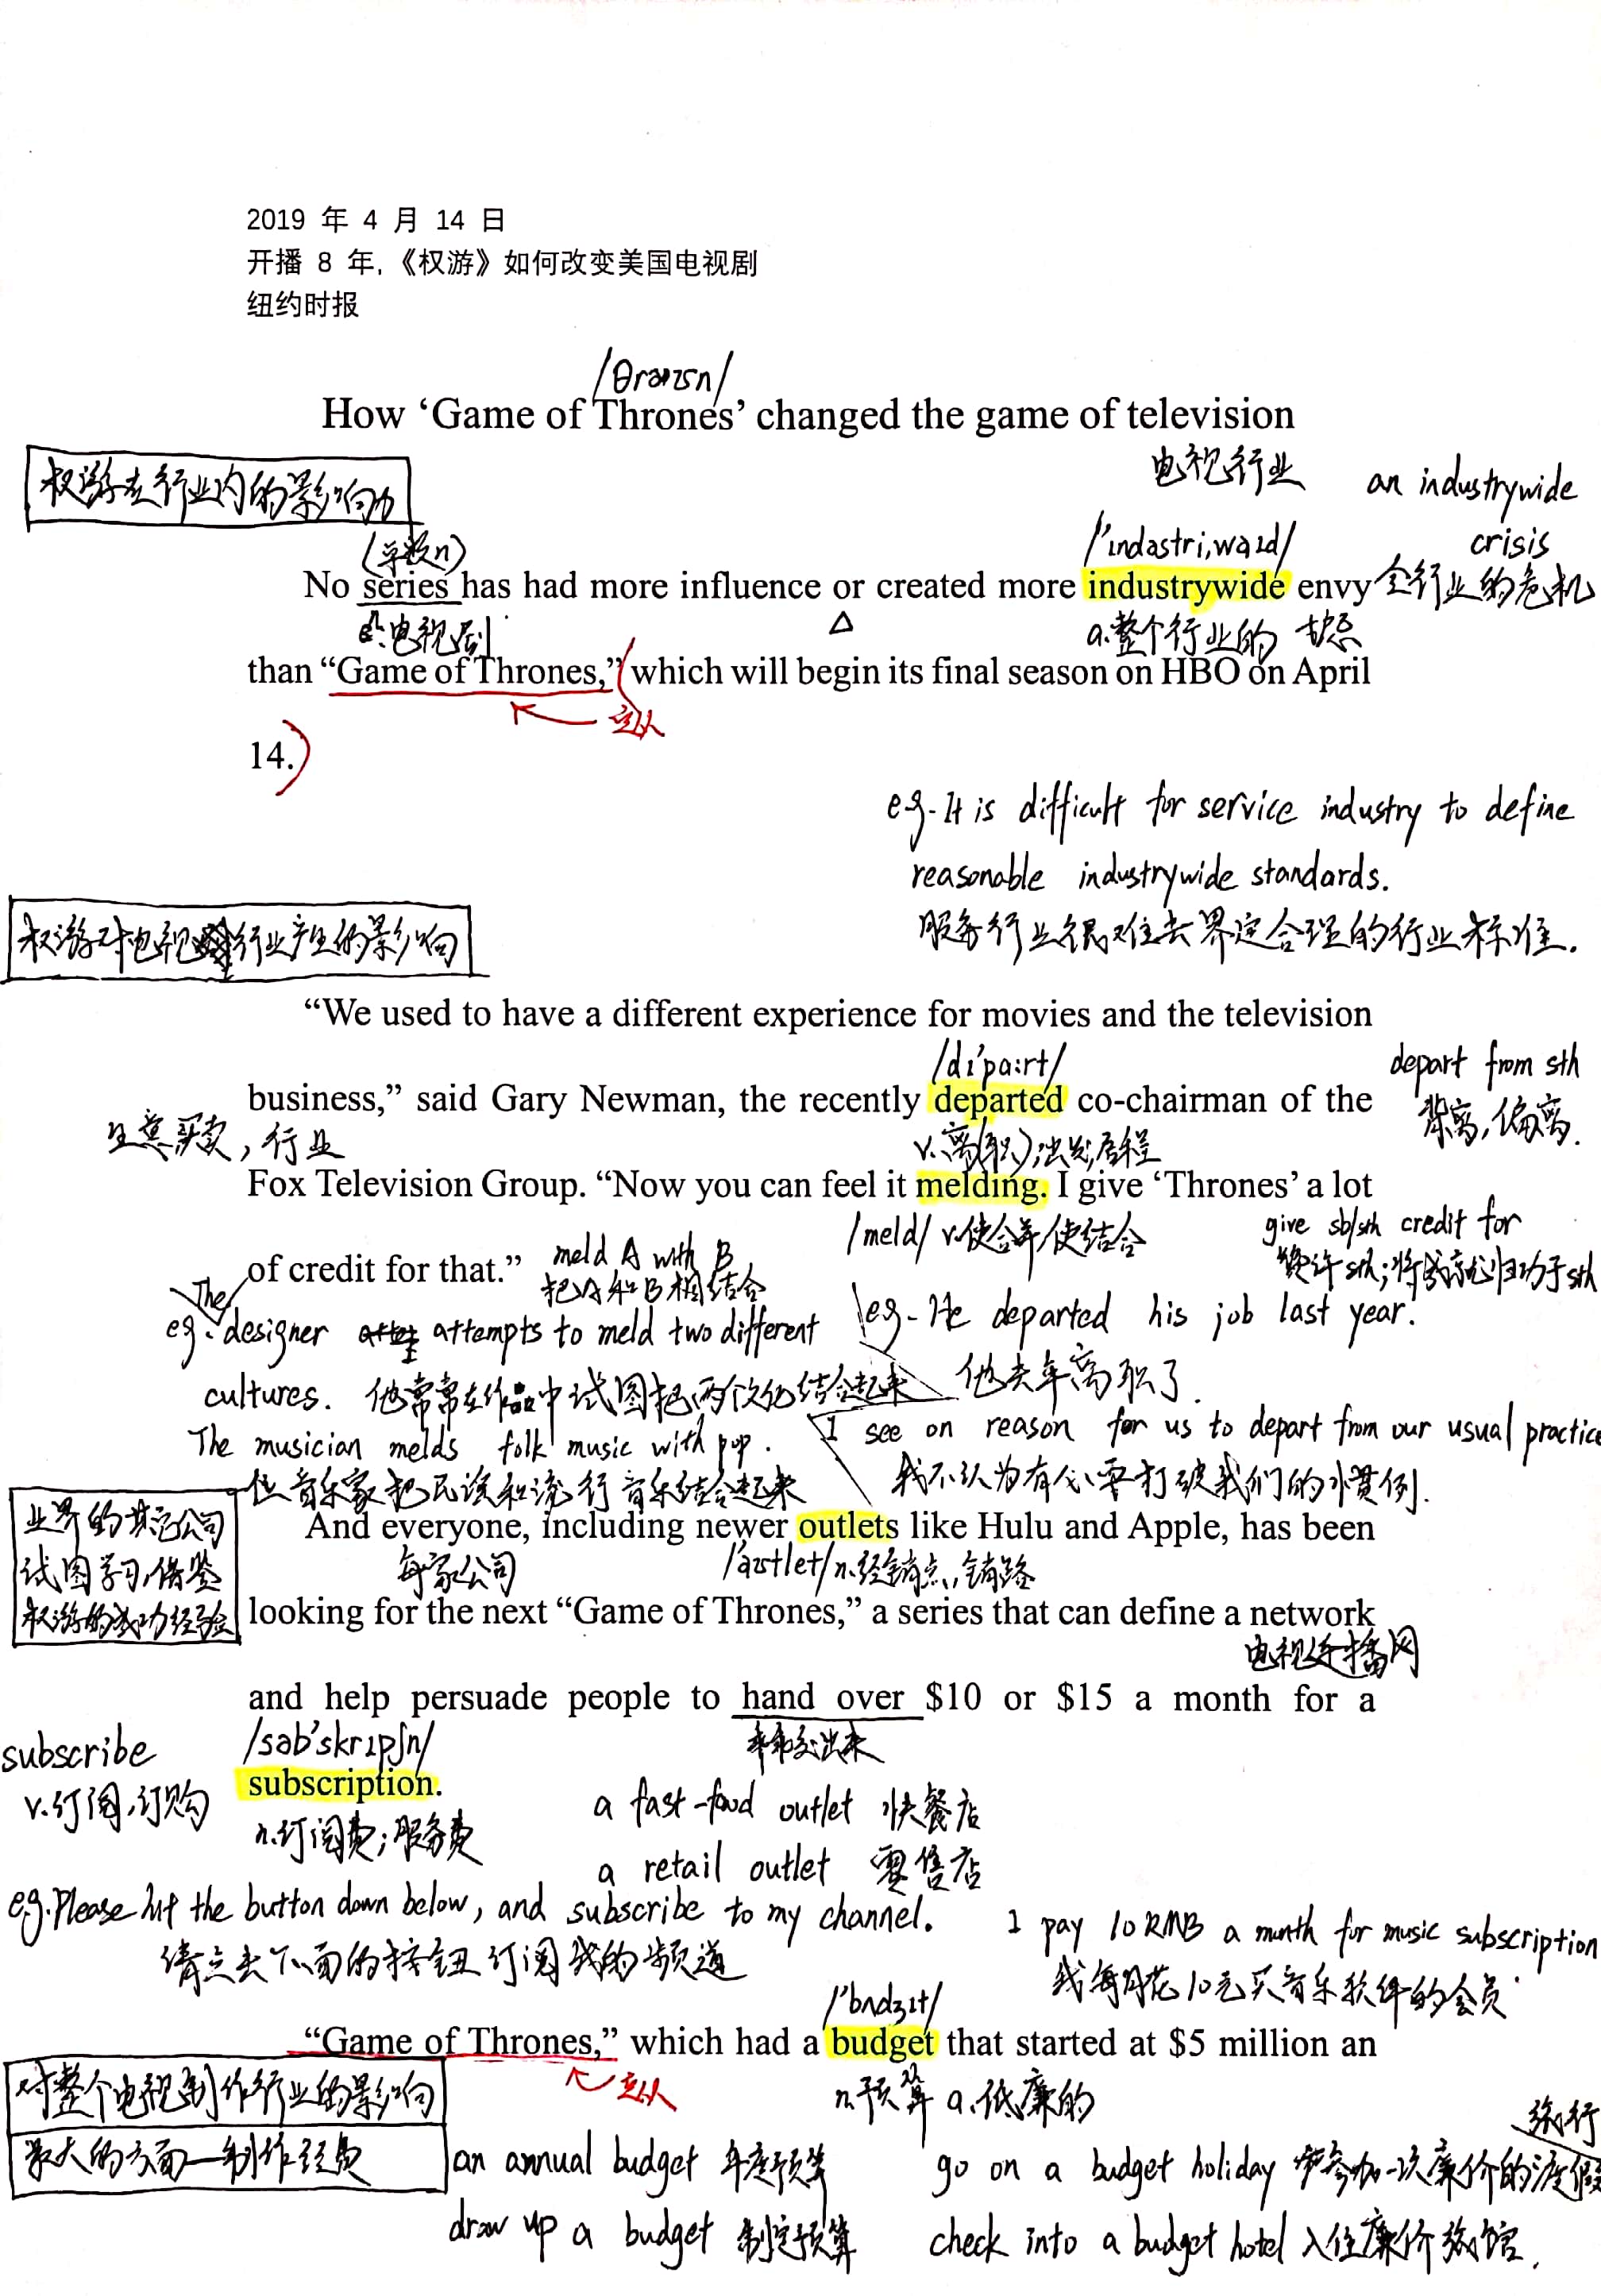 2019 年 4 月 14 日
开播 8 年,《权游》如何改变美国电视剧
纽约时报
/θrəʊzn/
How ‘Game of Thrones’ changed the game of television
电视行业
an industrywide
权游在行业内的影响力
(单数n)
/'ɪndəstri,waɪd/
crisis
No series has had more influence or created more industrywide envy
全行业的危机
n.电视剧
a.整个行业的
妒忌
than “Game of Thrones,” which will begin its final season on HBO on April
定从
14.
eg. It is difficult for service industry to define
reasonable industrywide standards.
服务行业很难去界定合理的行业标准.
权游对电视行业产生的影响
“We used to have a different experience for movies and the television
/dɪ'pɑ:rt/
depart from sth
business,” said Gary Newman, the recently departed co-chairman of the
背离,偏离.
生意买卖,行业
v.离(职);出发,启程
Fox Television Group. “Now you can feel it melding. I give ‘Thrones’ a lot
/meld/ v.使合并,使结合
give sb/sth credit for
赞许sth;将成就归功于sth
of credit for that.”
meld A with B
把A和B相结合
The
eg. designer attempts to meld two different
eg. He departed his job last year.
cultures. 他常常在作品中试图把两个文化结合起来
他去年离职了.
The musician melds folk music with pop.
I see on reason for us to depart from our usual practice
位音乐家把民谣和流行音乐结合起来
我不认为有必要打破我们的惯例.
业界的其它公司
试图学习,借鉴
权游的成功经验
And everyone, including newer outlets like Hulu and Apple, has been
每家公司
/'aʊtlet/n.经销点,销路
looking for the next “Game of Thrones,” a series that can define a network
电视连播网
and help persuade people to hand over $10 or $15 a month for a
乖乖交出来
subscribe
v.订阅,订购
/səb'skrɪpʃn/
subscription.
n.订阅费;服务费
a fast-food outlet 快餐店
a retail outlet 零售店
eg. Please hit the button down below, and subscribe to my channel.
请点击下面的按钮订阅我的频道
I pay 10 RMB a month for music subscription
我每月花10元买音乐软件的会员.
/'bʌdʒɪt/
“Game of Thrones,” which had a budget that started at $5 million an
定从
n.预算 a.低廉的
对整个电视制作行业的影响
最大的方面—制作经费
an annual budget 年度预算
draw up a budget 制定预算
旅行
go on a budget holiday 参加一次廉价的渡假
check into a budget hotel 入住廉价旅馆.